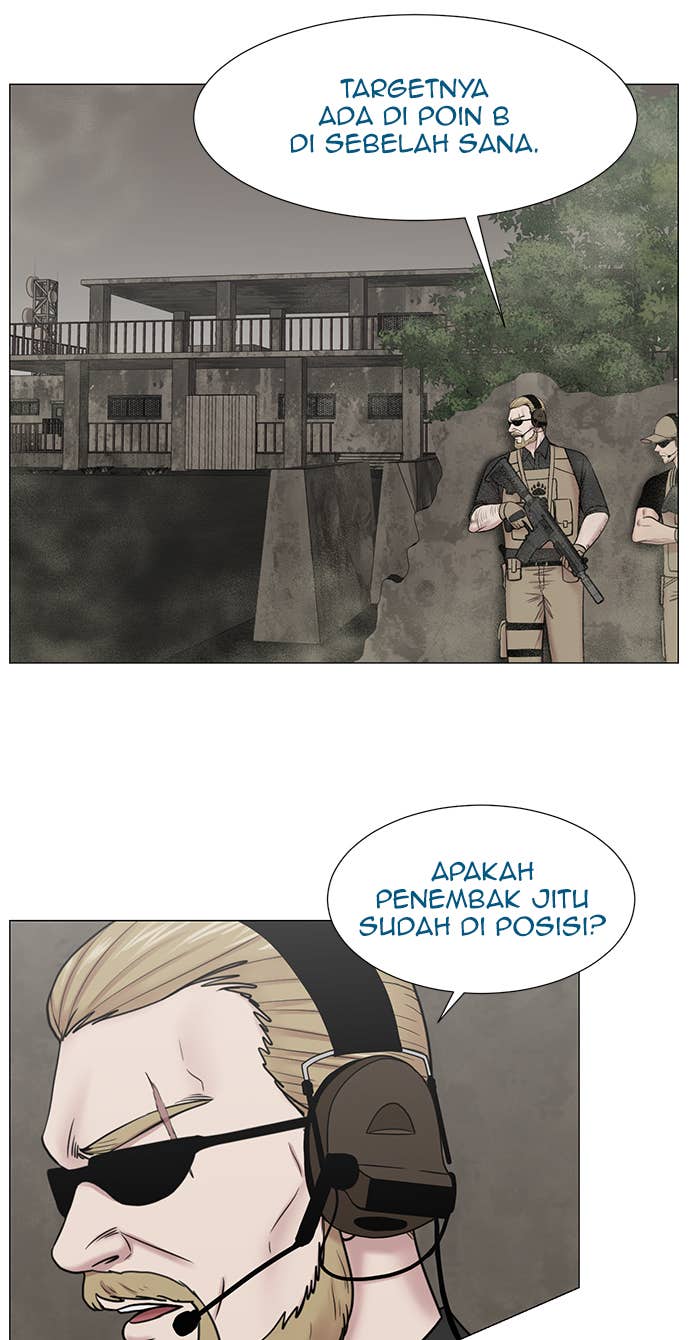 TARGETNYA
ADA DI POIN B
DI SEBELAH SANA.
APAKAH
PENEMBAK JITU
SUDAH DI POSISI?